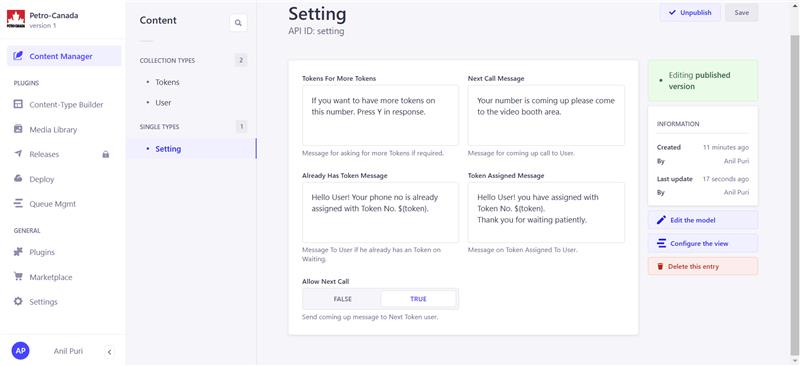 Petro-Canada
version 1
Content Manager
PLUGINS
Content-Type Builder
Media Library
Releases
Deploy
Queue Mgmt
GENERAL
Plugins
Marketplace
Settings
AP
Anil Puri
Content
COLLECTION TYPES
2
Tokens
User
SINGLE TYPES
1
Setting
Setting
API ID: setting
Unpublish
Save
Tokens For More Tokens
If you want to have more tokens on
this number. Press Y in response.
Message for asking for more Tokens if required.
Next Call Message
Your number is coming up please come
to the video booth area.
Message for coming up call to User.
Already Has Token Message
Hello User! Your phone no is already
assigned with Token No. ${token}.
Message To User if he already has an Token on
Waiting.
Token Assigned Message
Hello User! you have assigned with
Token No. ${token}.
Thank you for waiting patiently.
Message on Token Assigned To User.
Allow Next Call
FALSE
TRUE
Send coming up message to Next Token user.
Editing published
version
INFORMATION
Created
11 minutes ago
By
Anil Puri
Last update
17 seconds ago
By
Anil Puri
Edit the model
Configure the view
Delete this entry